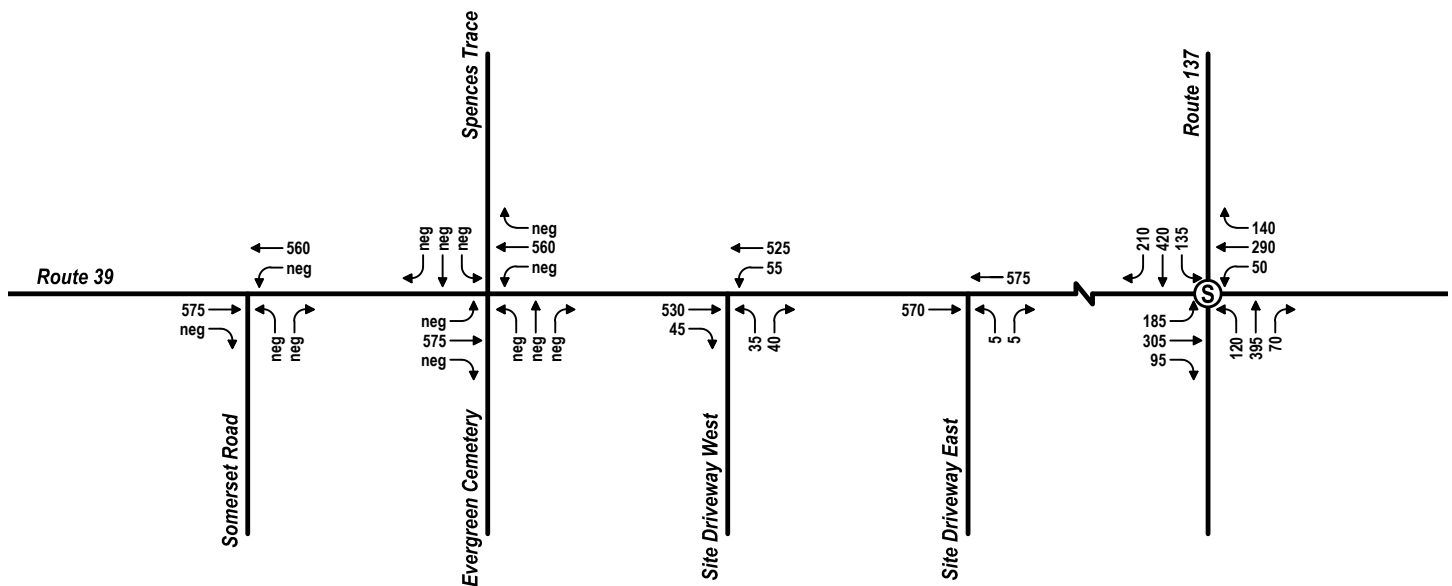 Spences Trace
Route 137
neg
neg
neg
neg
560
neg
560
neg
525
55
575
210
420
135
140
290
50
Route 39
S
575
neg
neg
neg
neg
575
neg
neg
neg
neg
530
45
35
40
570
5
5
185
305
95
120
395
70
Somerset Road
Evergreen Cemetery
Site Driveway West
Site Driveway East